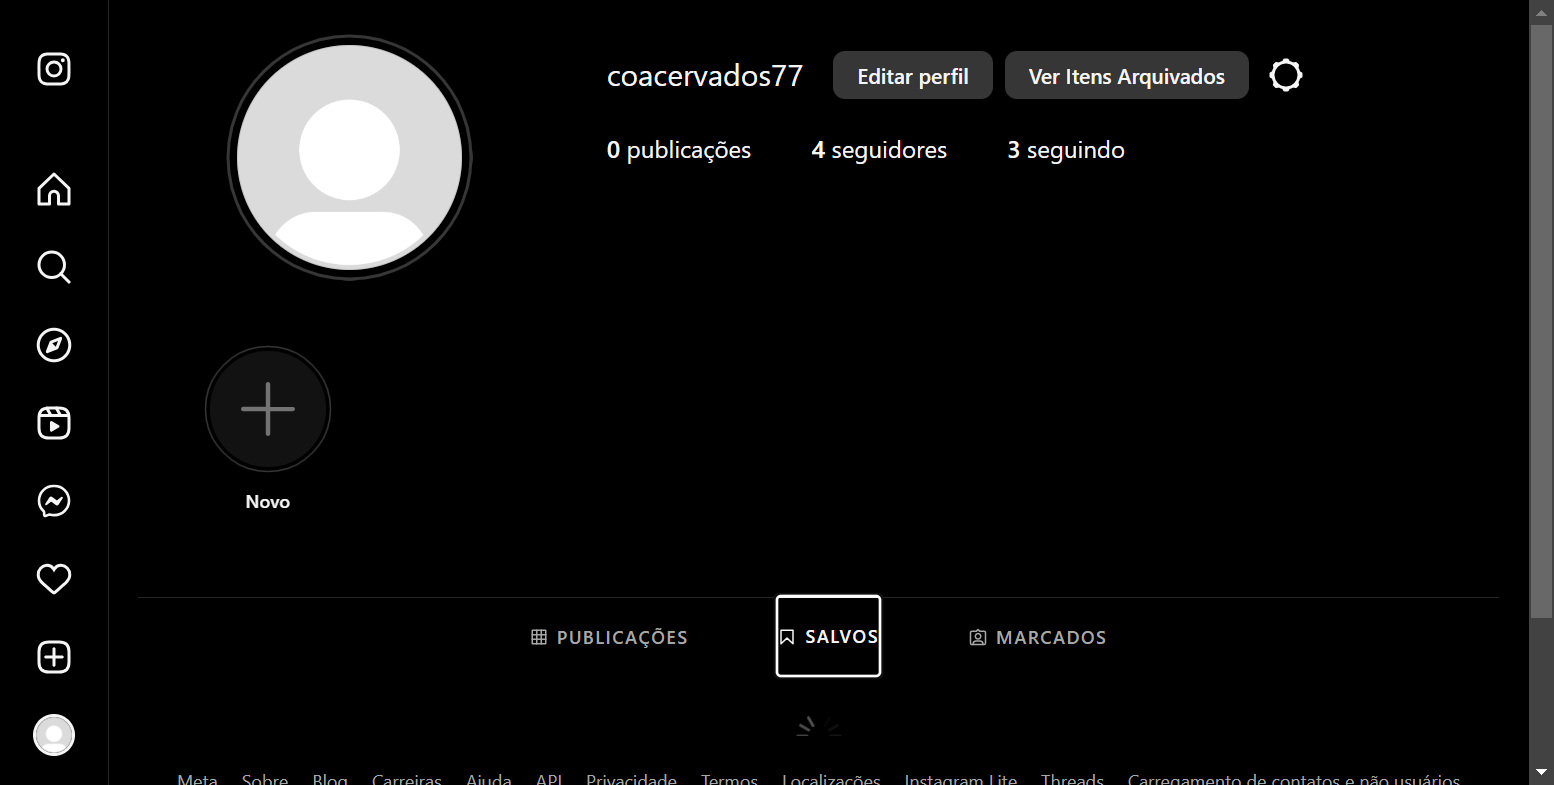 coacervados77 Editar perfil Ver Itens Arquivados
0 publicações 4 seguidores 3 seguindo
Novo
PUBLICAÇÕES SALVOS MARCADOS
Meta Sobre Blog Carreiras Ajuda API Privacidade Termos Localizações Instagram Lite Threads Carregamento de contatos e não usuários